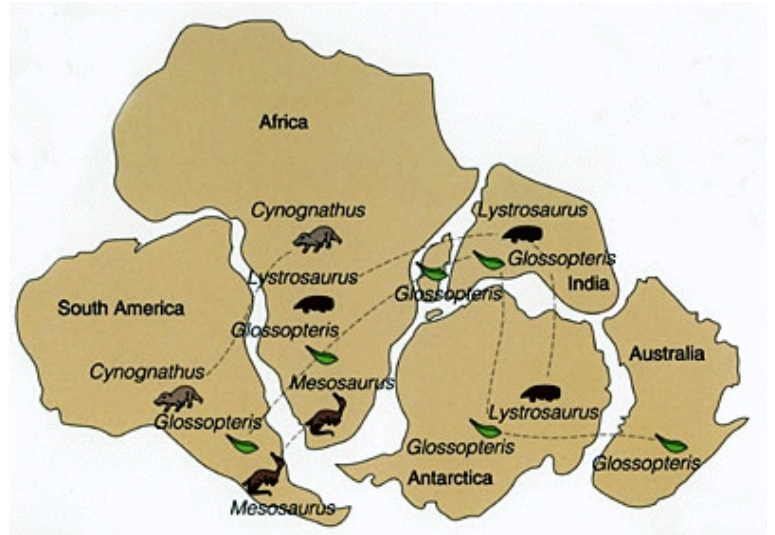 Africa
Cynognathus
Lystrosaurus
Lystrosaurus
Glossopteris
Glossopteris
India
South America
Glossopteris
Australia
Cynognathus
Mesosaurus
Glossopteris
Lystrosaurus
Glossopteris
Glossopteris
Antarctica
Mesosaurus